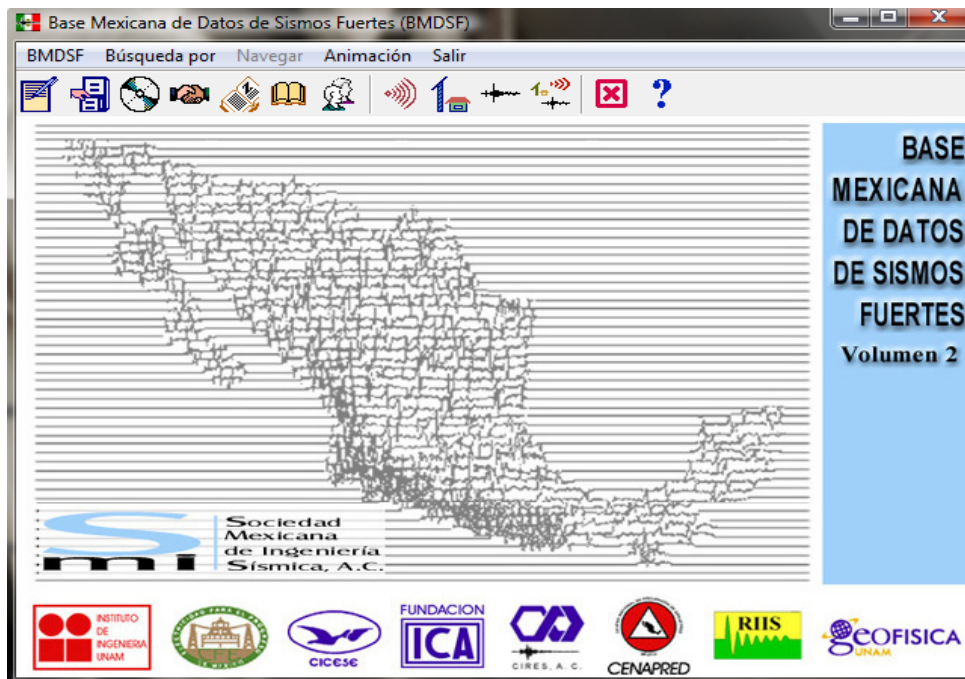 Base Mexicana de Datos de Sismos Fuertes (BMDSF)
BMDSF Búsqueda por Navegar Animación Salir
BASE
MEXICANA
DE DATOS
DE SISMOS
FUERTES
Volumen 2
Smis
Sociedad
Mexicana
de Ingeniería
Sísmica, A.C.
INSTITUTO
DE
INGENIERIA
UNAM
CICESE
FUNDACION
ICA
CIRES, A. C.
CENAPRED
RIIS
GEOFISICA
UNAM